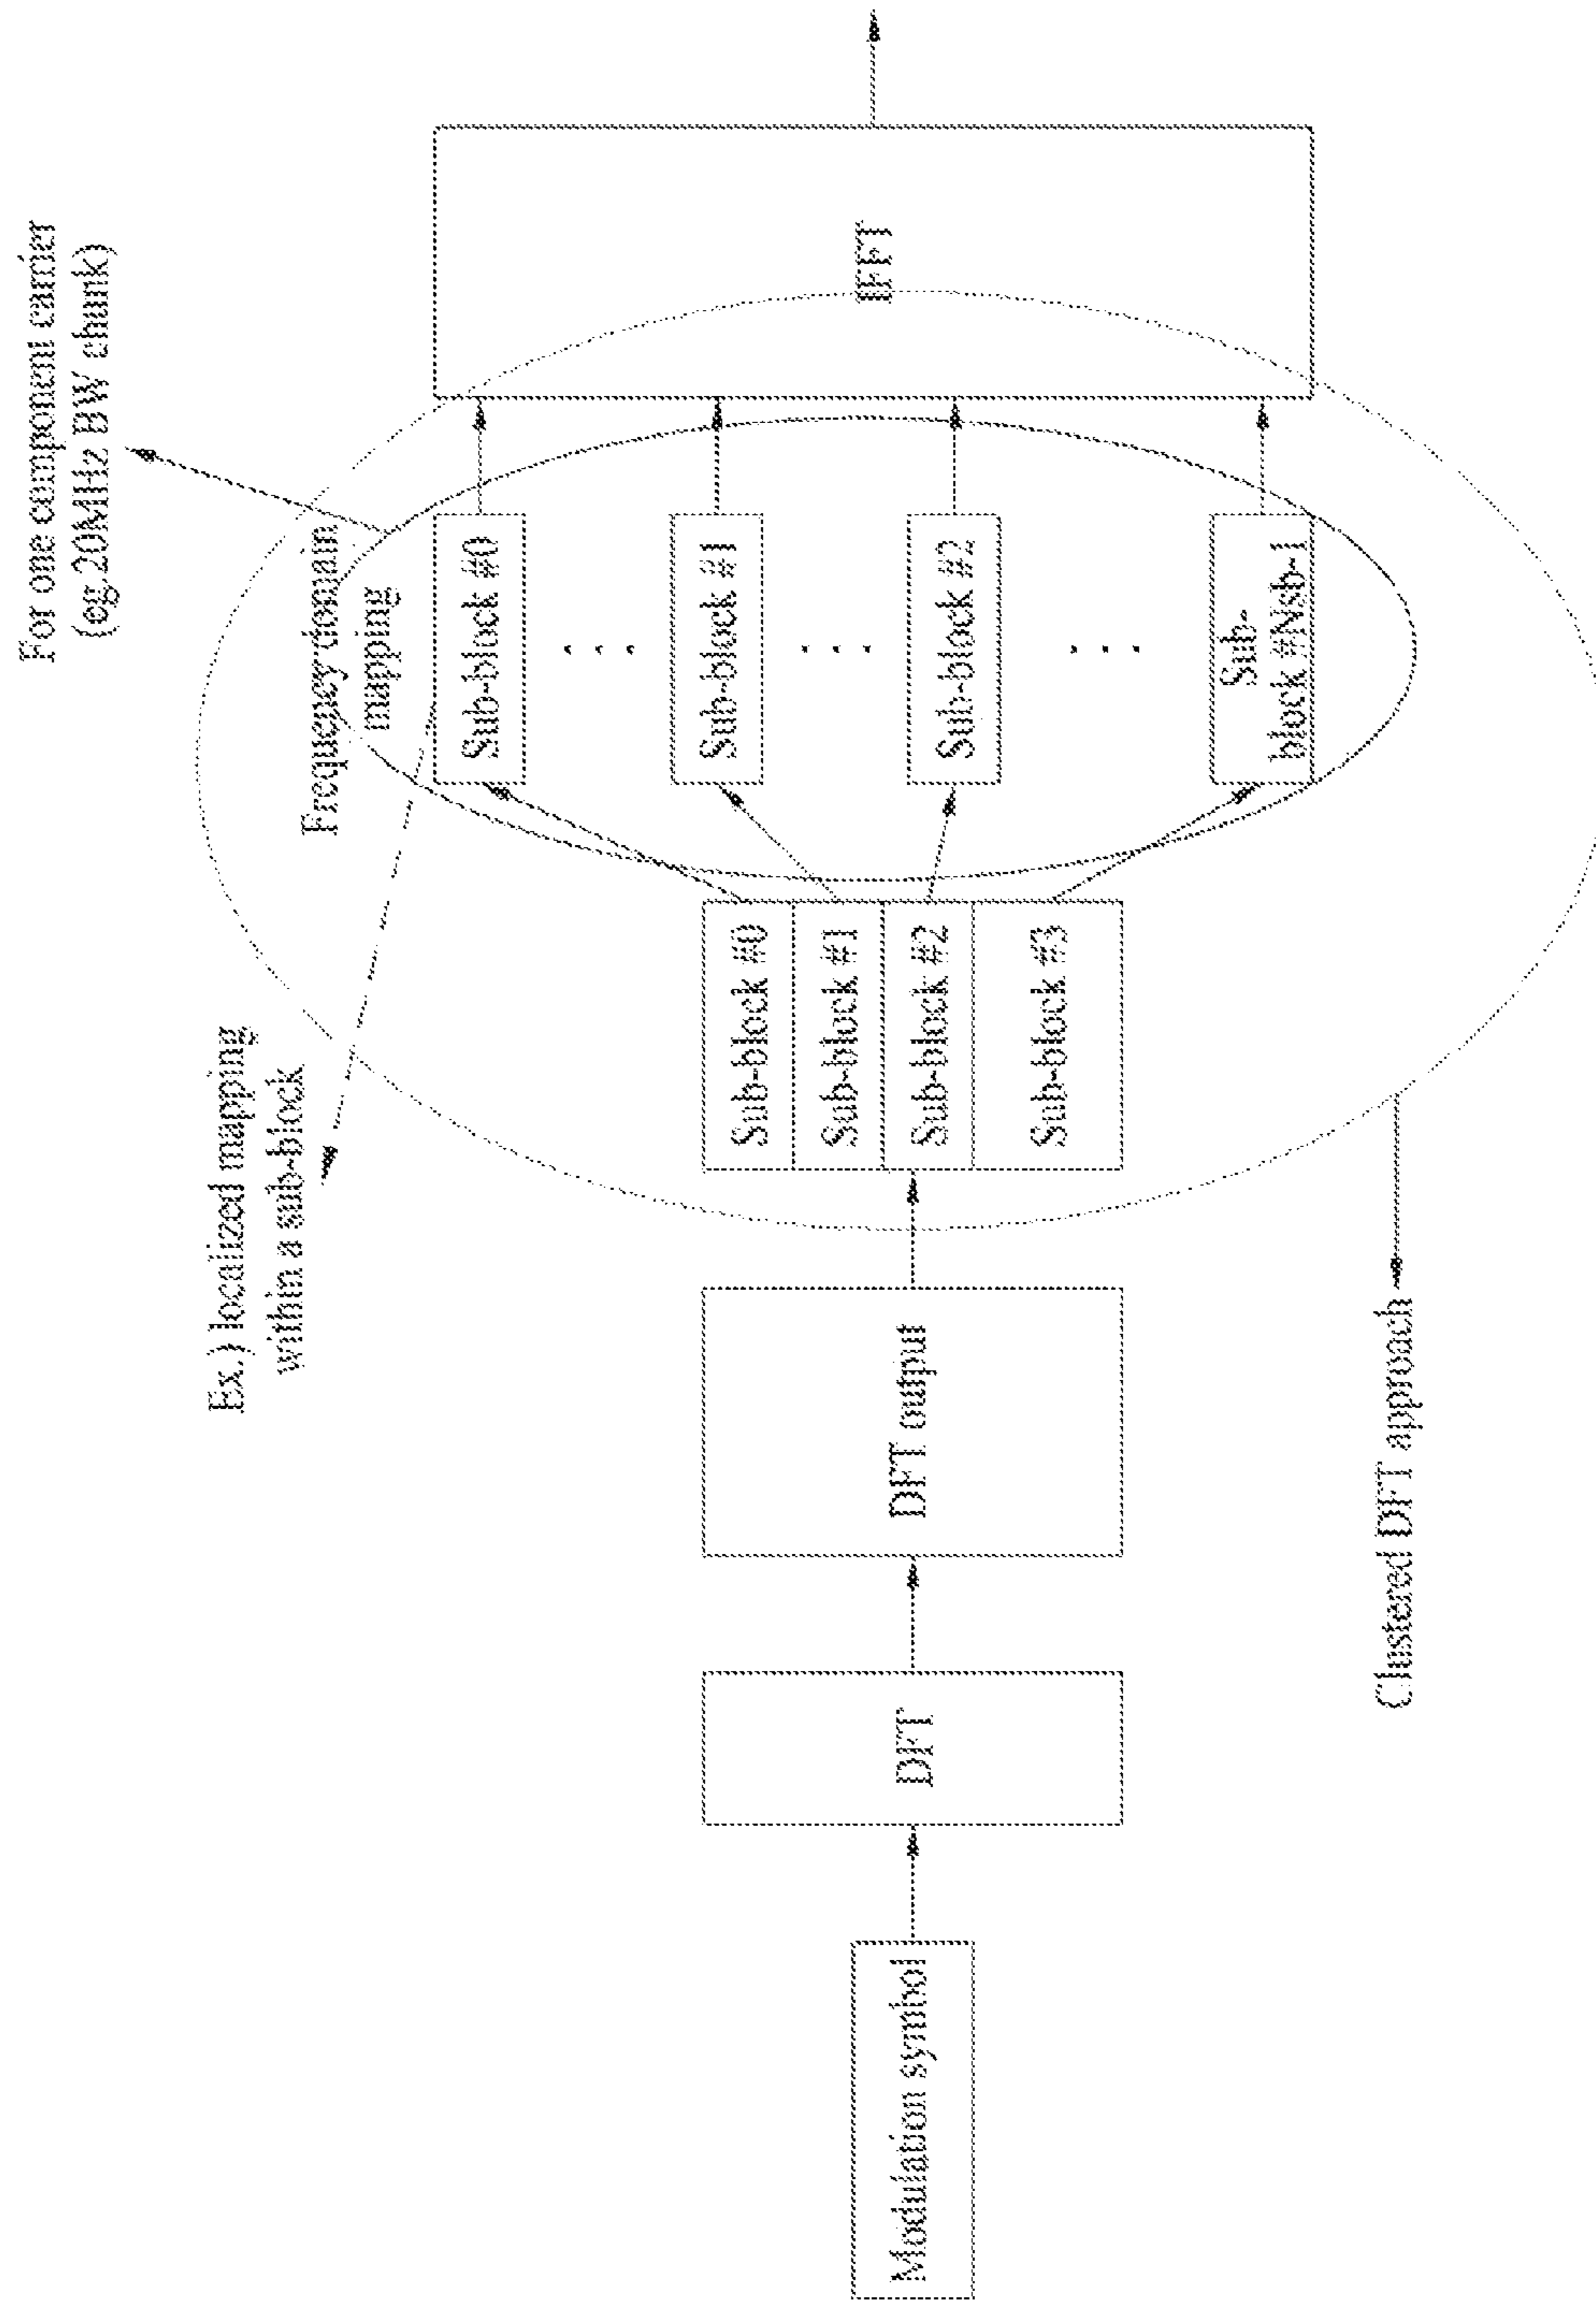 For one component carrier
(eg.20MHz BW chunk)
Ex.) localized mapping
within a sub-block
Frequency domain
mapping
Modulation symbol
DFT
DFT output
Sub-block #0
Sub-block #1
Sub-block #2
Sub-block #3
Sub-block #0
Sub-block #1
Sub-block #2
Sub-
block #Nsb-1
IFFT
Clustered DFT approach